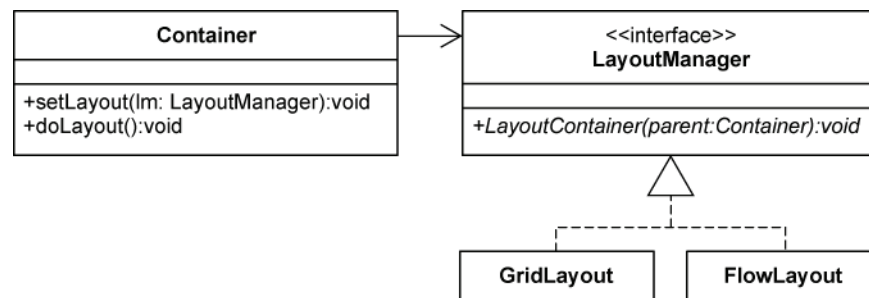 Container
+setLayout(lm: LayoutManager):void
+doLayout():void
<<interface>>
LayoutManager
+LayoutContainer(parent:Container):void
GridLayout
FlowLayout